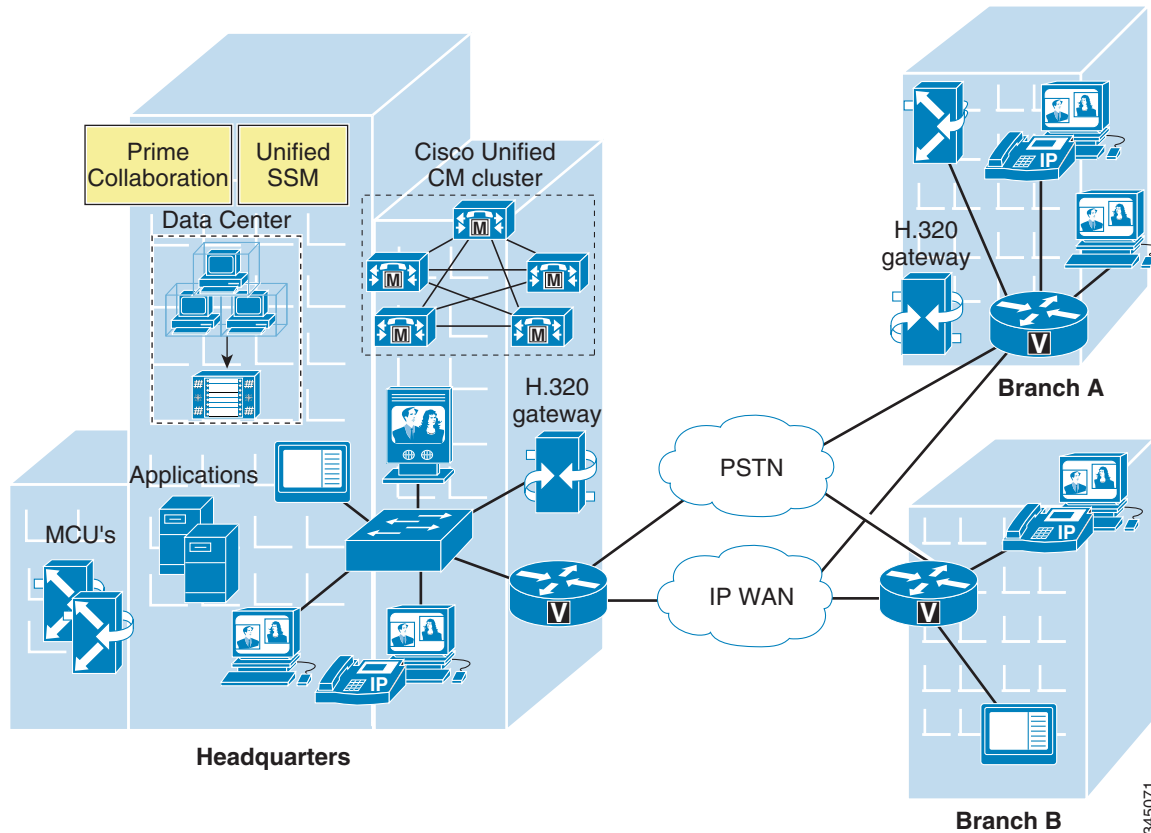 Prime
Collaboration
Unified
SSM
Cisco Unified
CM cluster
Data Center
M
M
M
M
M
H.320
gateway
Applications
MCU's
IP
V
Headquarters
PSTN
IP WAN
IP
H.320
gateway
V
Branch A
IP
V
Branch B
345071